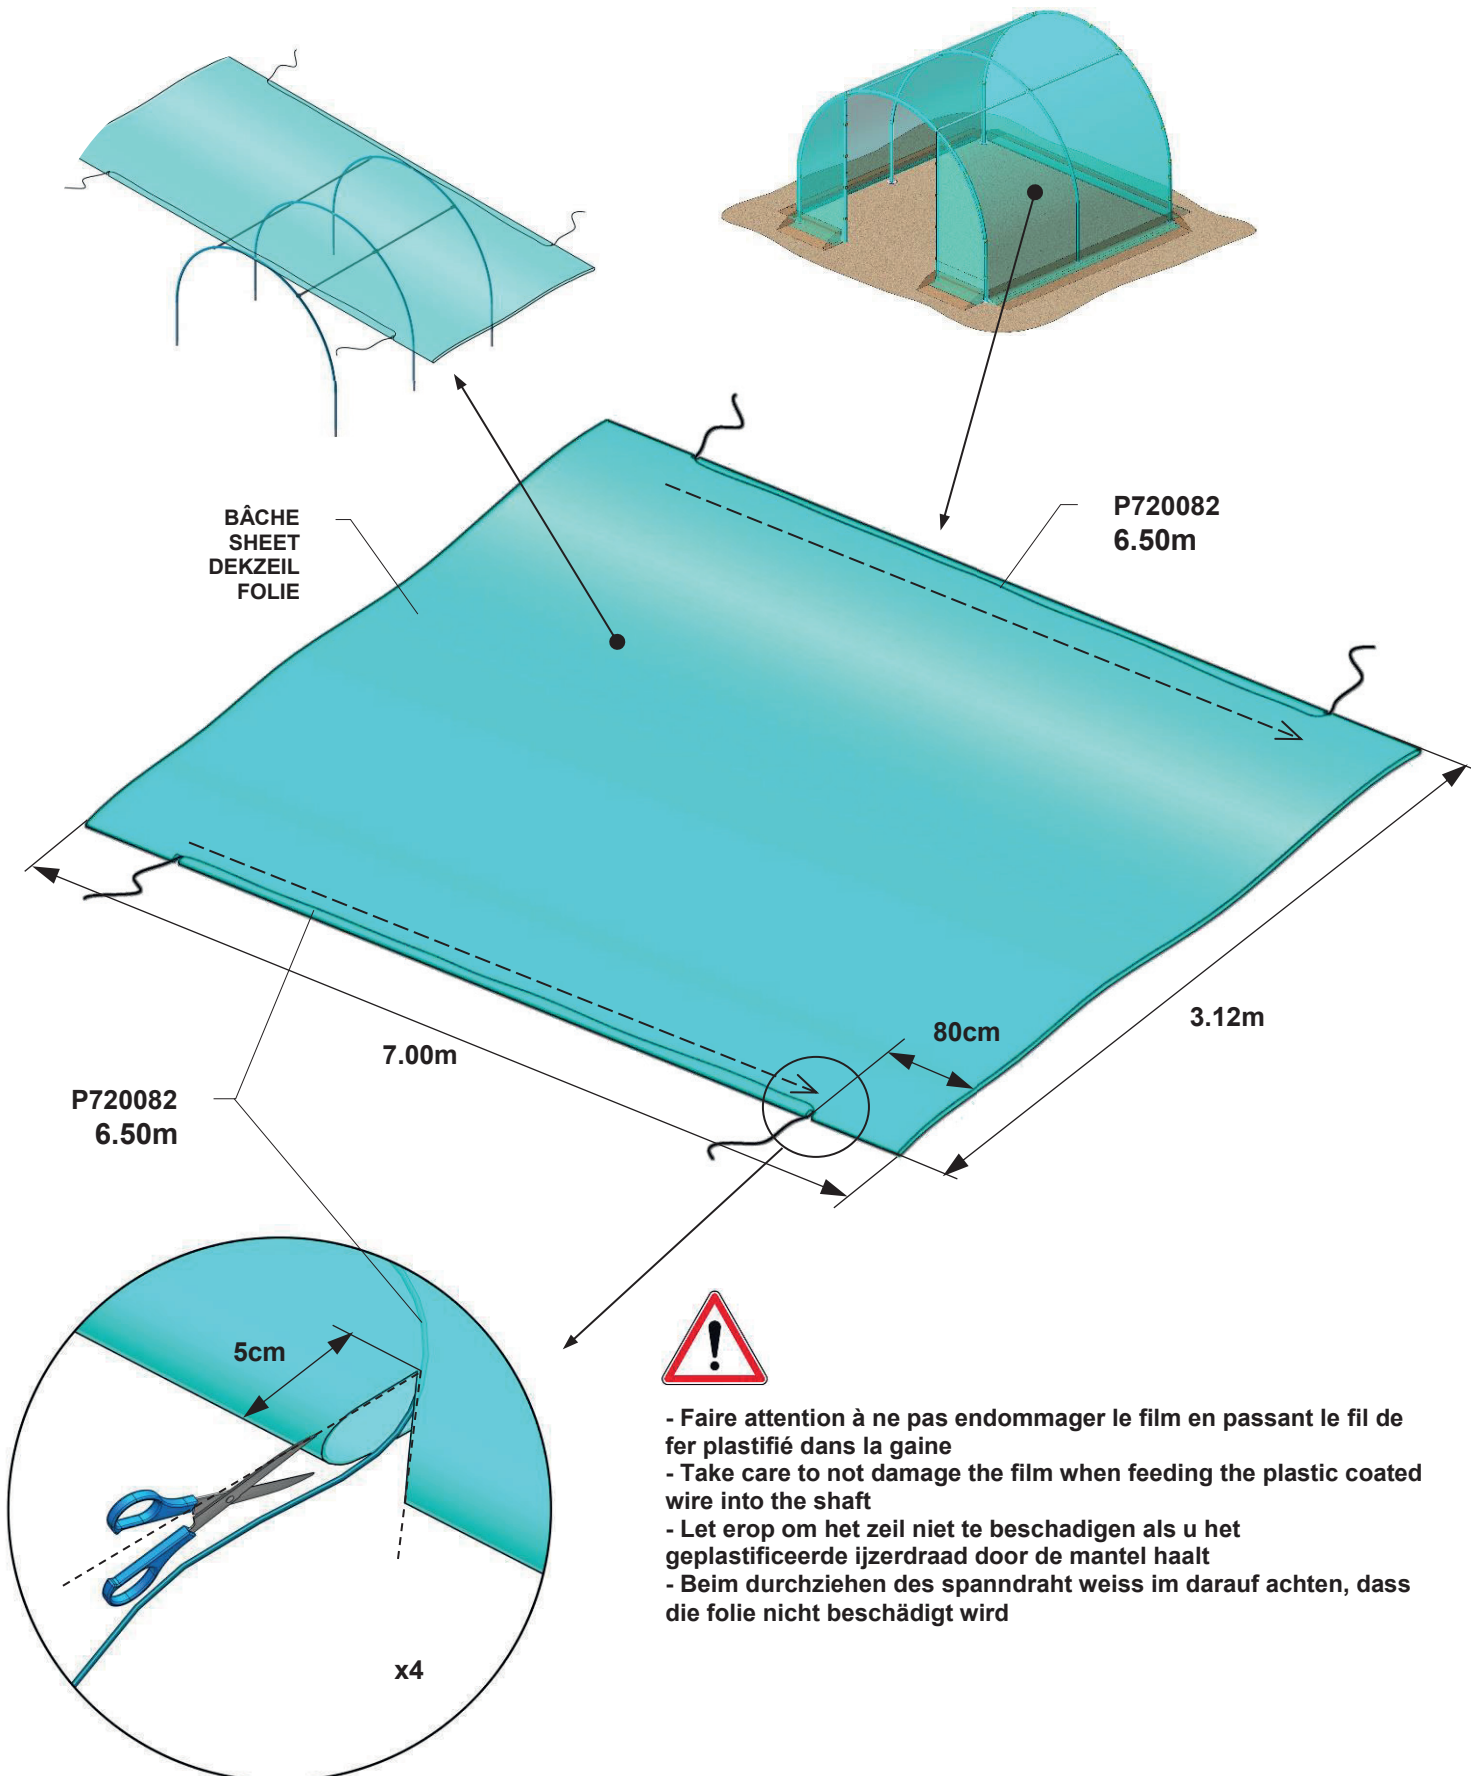 BÂCHE
SHEET
DEKZEIL
FOLIE
P720082
6.50m
80cm
3.12m
7.00m
P720082
6.50m
5cm
x4
- Faire attention à ne pas endommager le film en passant le fil de
fer plastifié dans la gaine
- Take care to not damage the film when feeding the plastic coated
wire into the shaft
- Let erop om het zeil niet te beschadigen als u het
geplastificeerde ijzerdraad door de mantel haalt
- Beim durchziehen des spanndraht weiss im darauf achten, dass
die folie nicht beschädigt wird